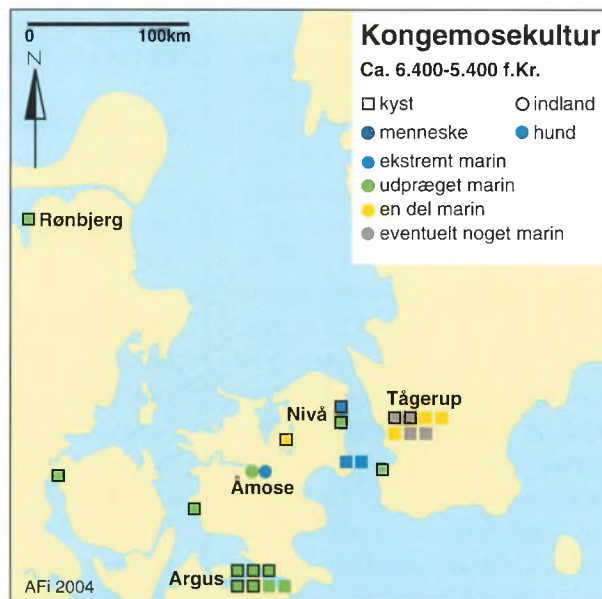 0 100km
N
Kongemosekultur
Ca. 6.400-5.400 f.Kr.
kyst indland
menneske hund
ekstremt marin
udpræget marin
en del marin
eventuelt noget marin
Rønbjerg
Nivå
Tågerup
Åmose
Argus
AFi 2004